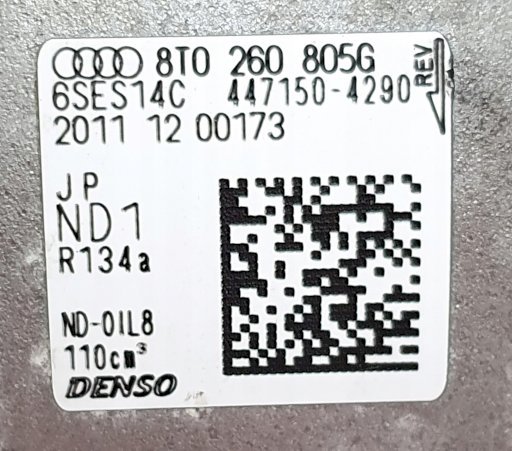 8T0 260 805G
REV
6SES14C 447150-4290
2011 12 00173
JP
ND1
R134a
ND-OIL8
110cm³
DENSO